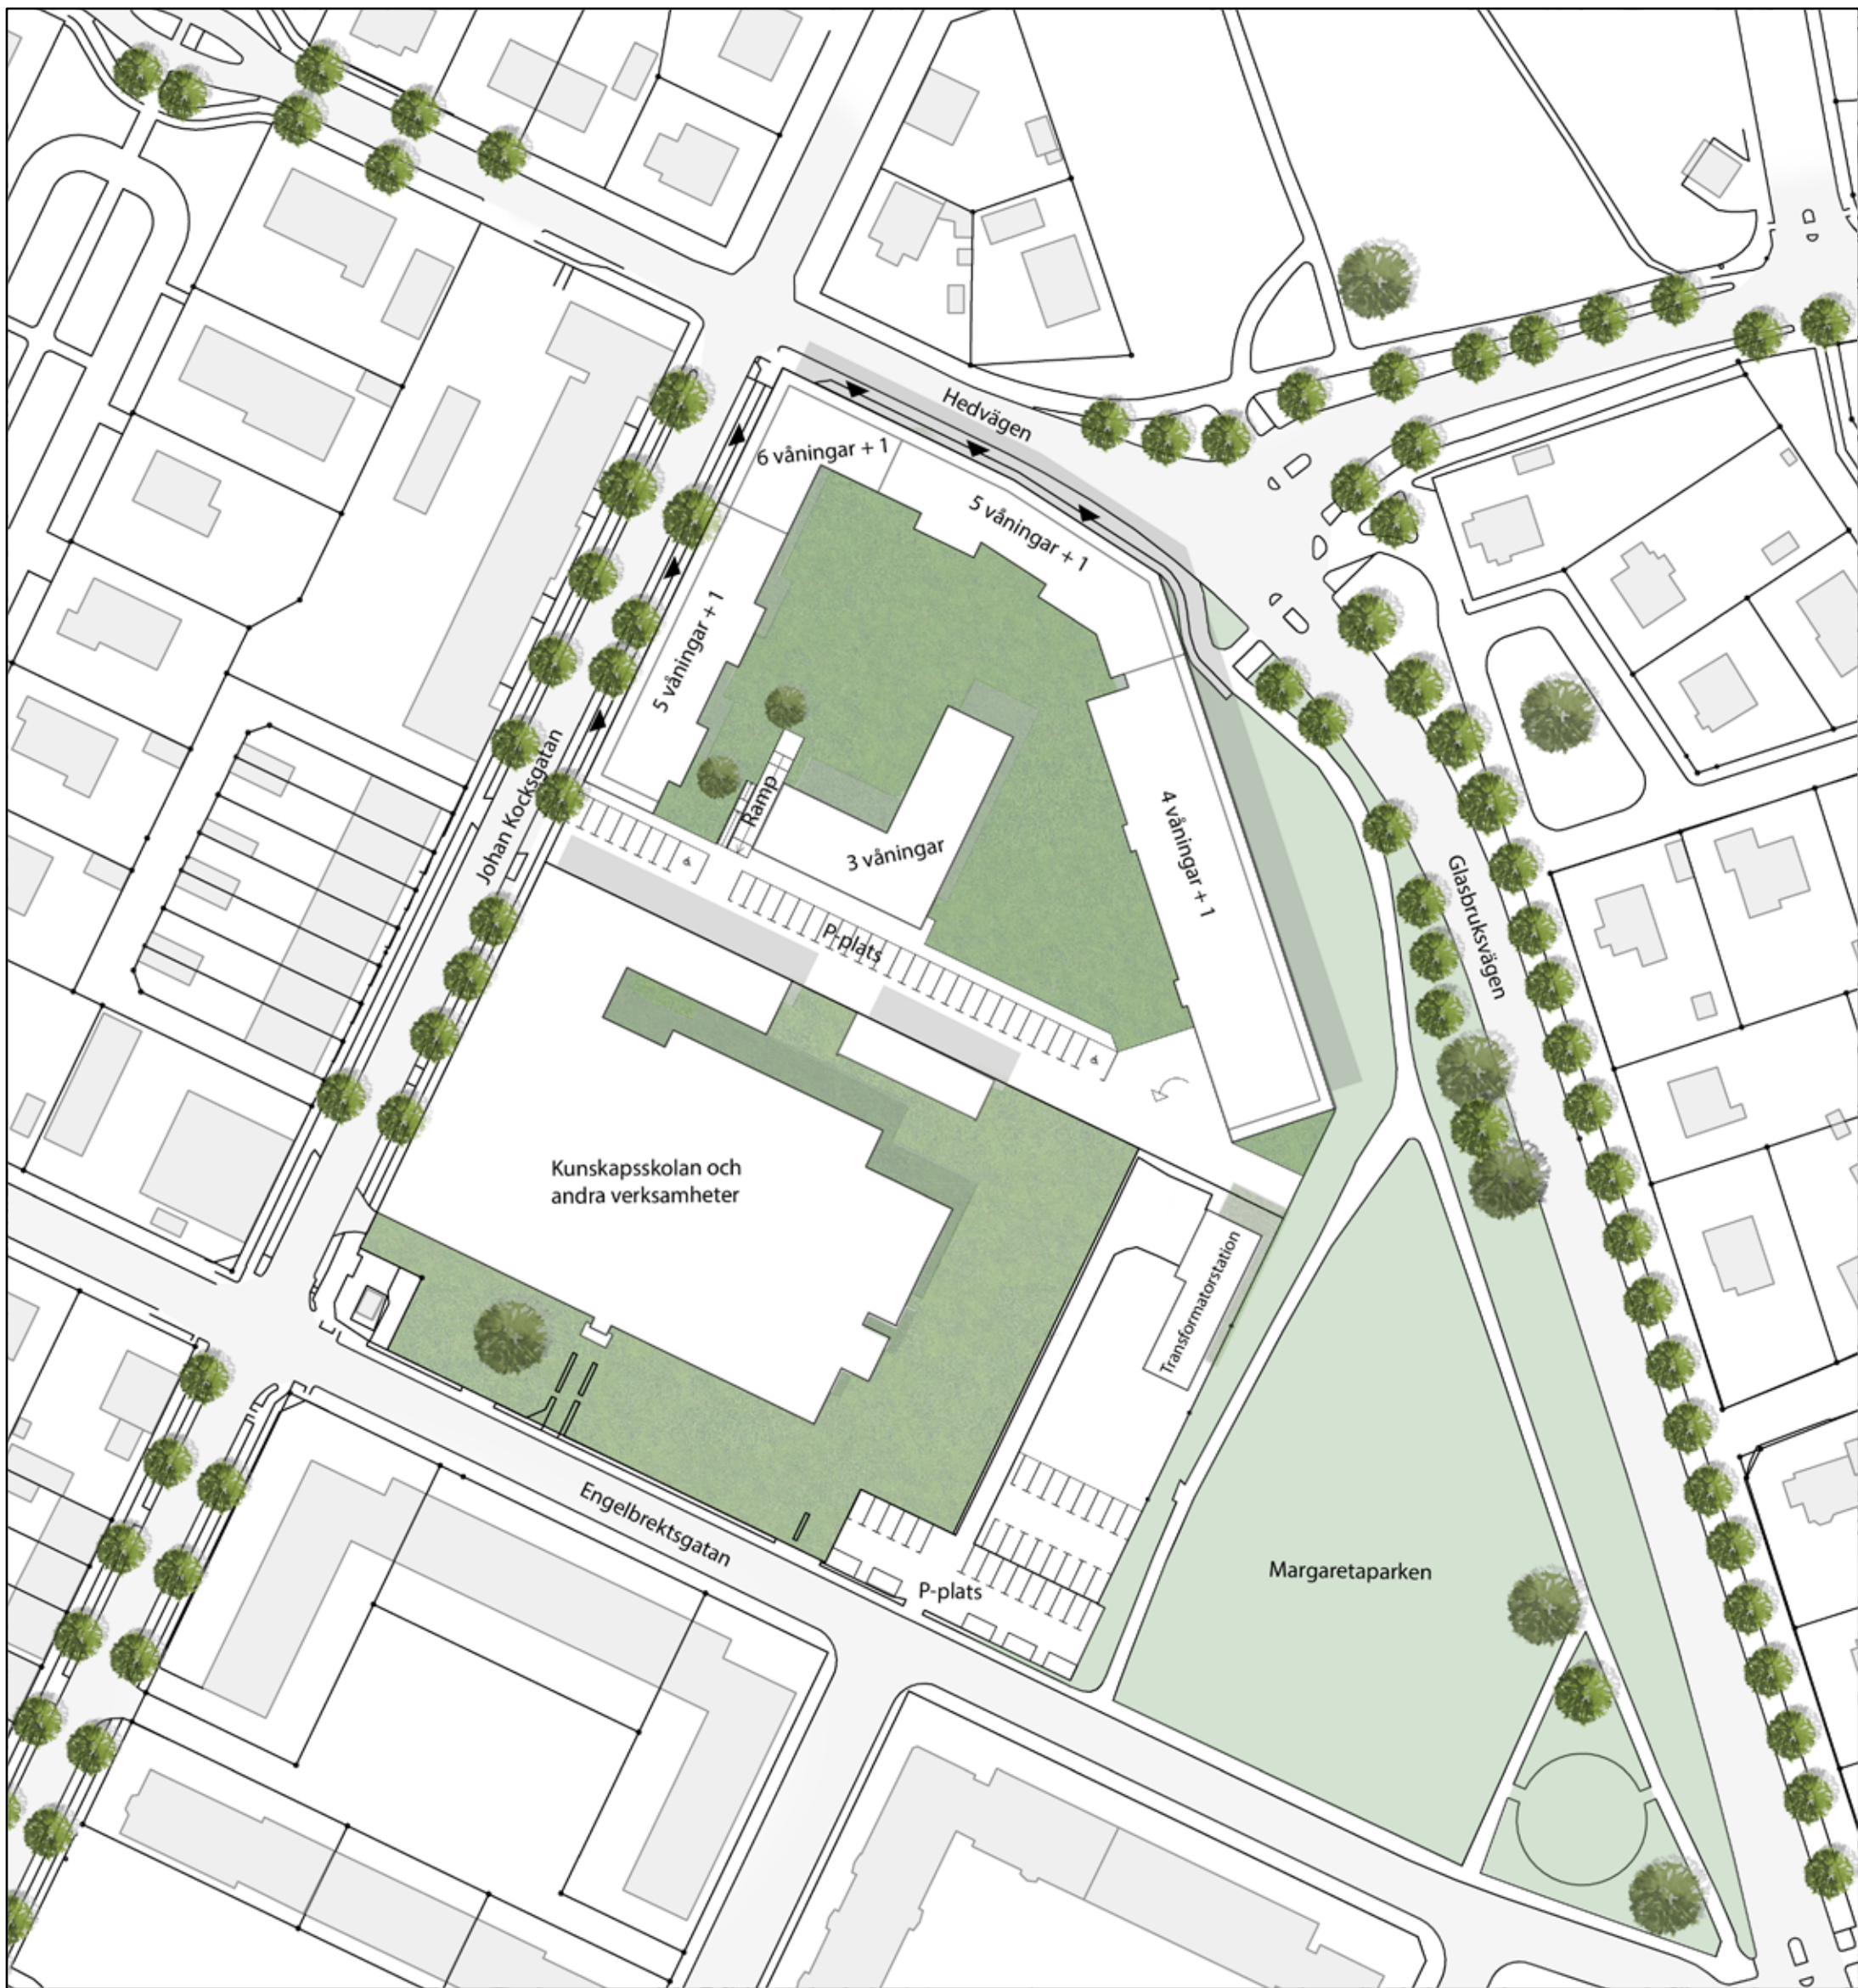 Hedvägen
6 våningar + 1
5 våningar + 1
5 våningar + 1
Johan Kocksgatan
Ramp
3 våningar
4 våningar + 1
P-plats
Glasbruksvägen
Kunskapsskolan och
andra verksamheter
Transformatorstation
Engelbrektsgatan
P-plats
Margaretaparken